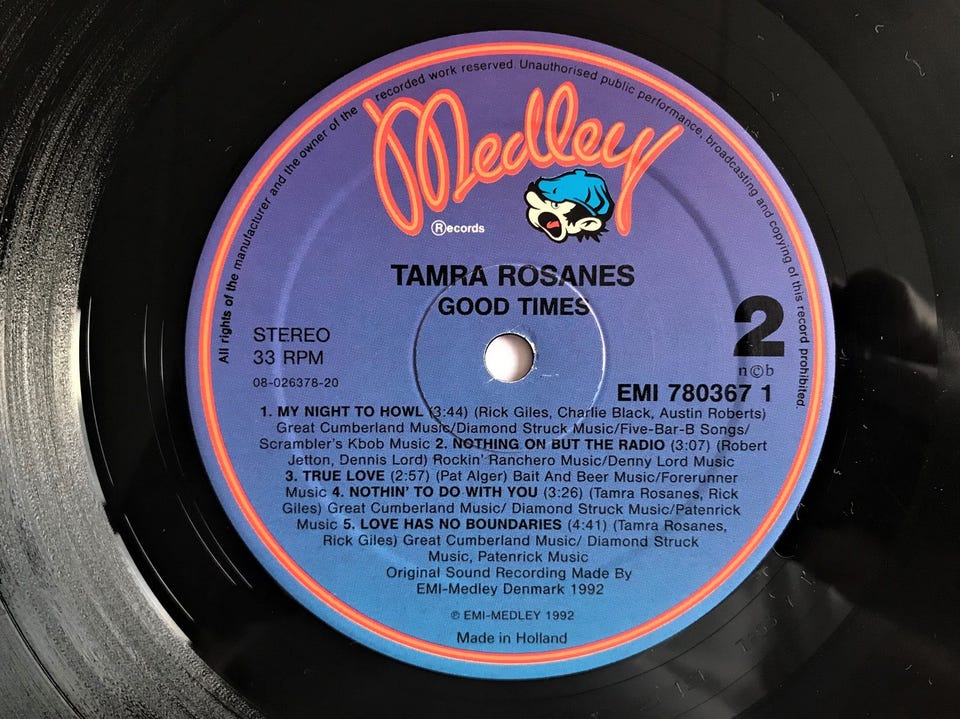 All rights of the manufacturer and the owner of the recorded work reserved. Unauthorised public performance, broadcasting and copying of this record prohibited.
Medley
Ⓡecords
TAMRA ROSANES
GOOD TIMES
2
STEREO
33 RPM
n©b
08-026378-20
EMI 780367 1
1. MY NIGHT TO HOWL (3:44) (Rick Giles, Charlie Black, Austin Roberts)
Great Cumberland Music/Diamond Struck Music/Five-Bar-B Songs/
Scrambler's Kbob Music 2. NOTHING ON BUT THE RADIO (3:07) (Robert
Jetton, Dennis Lord) Rockin' Ranchero Music/Denny Lord Music
3. TRUE LOVE (2:57) (Pat Alger) Bait And Beer Music/Forerunner
Music 4. NOTHIN' TO DO WITH YOU (3:26) (Tamra Rosanes, Rick
Giles) Great Cumberland Music/ Diamond Struck Music/Patenrick
Music 5. LOVE HAS NO BOUNDARIES (4:41) (Tamra Rosanes,
Rick Giles) Great Cumberland Music/ Diamond Struck
Music, Patenrick Music
Original Sound Recording Made By
EMI-Medley Denmark 1992
℗ EMI-MEDLEY 1992
Made in Holland